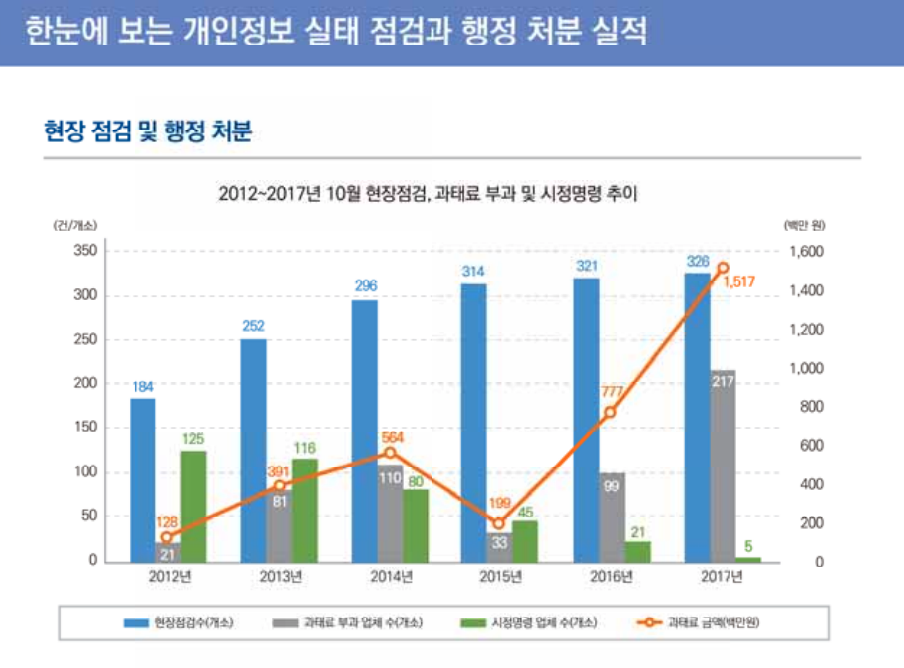 한눈에 보는 개인정보 실태 점검과 행정 처분 실적
현장 점검 및 행정 처분
2012~2017년 10월 현장점검, 과태료 부과 및 시정명령 추이
(건/개소) (백만 원)
350 1,600
300 1,400
250 1,200
200 1,000
150 800
100 600
50 400
0 200
0
184 252 296 314 321 326
21 81 110 33 99 217
125 116 80 45 21 5
128 391 564 199 777 1,517
2012년 2013년 2014년 2015년 2016년 2017년
현장점검수(개소) 과태료 부과 업체 수(개소) 시정명령 업체 수(개소) 과태료 금액(백만원)